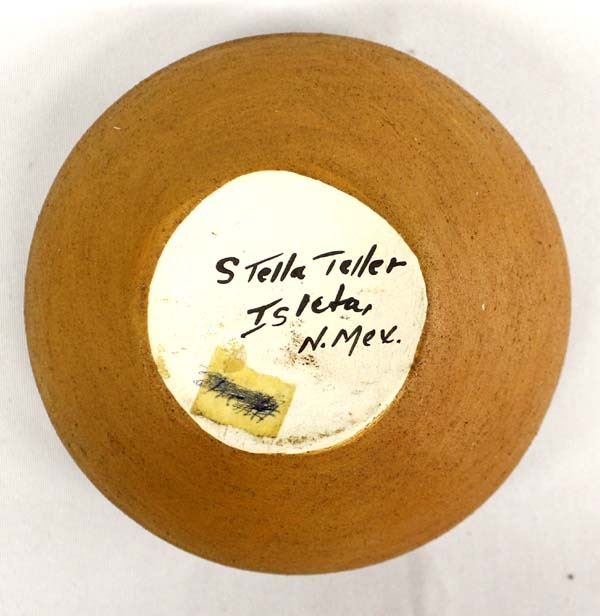 Stella Teller
Isleta,
N. Mex.